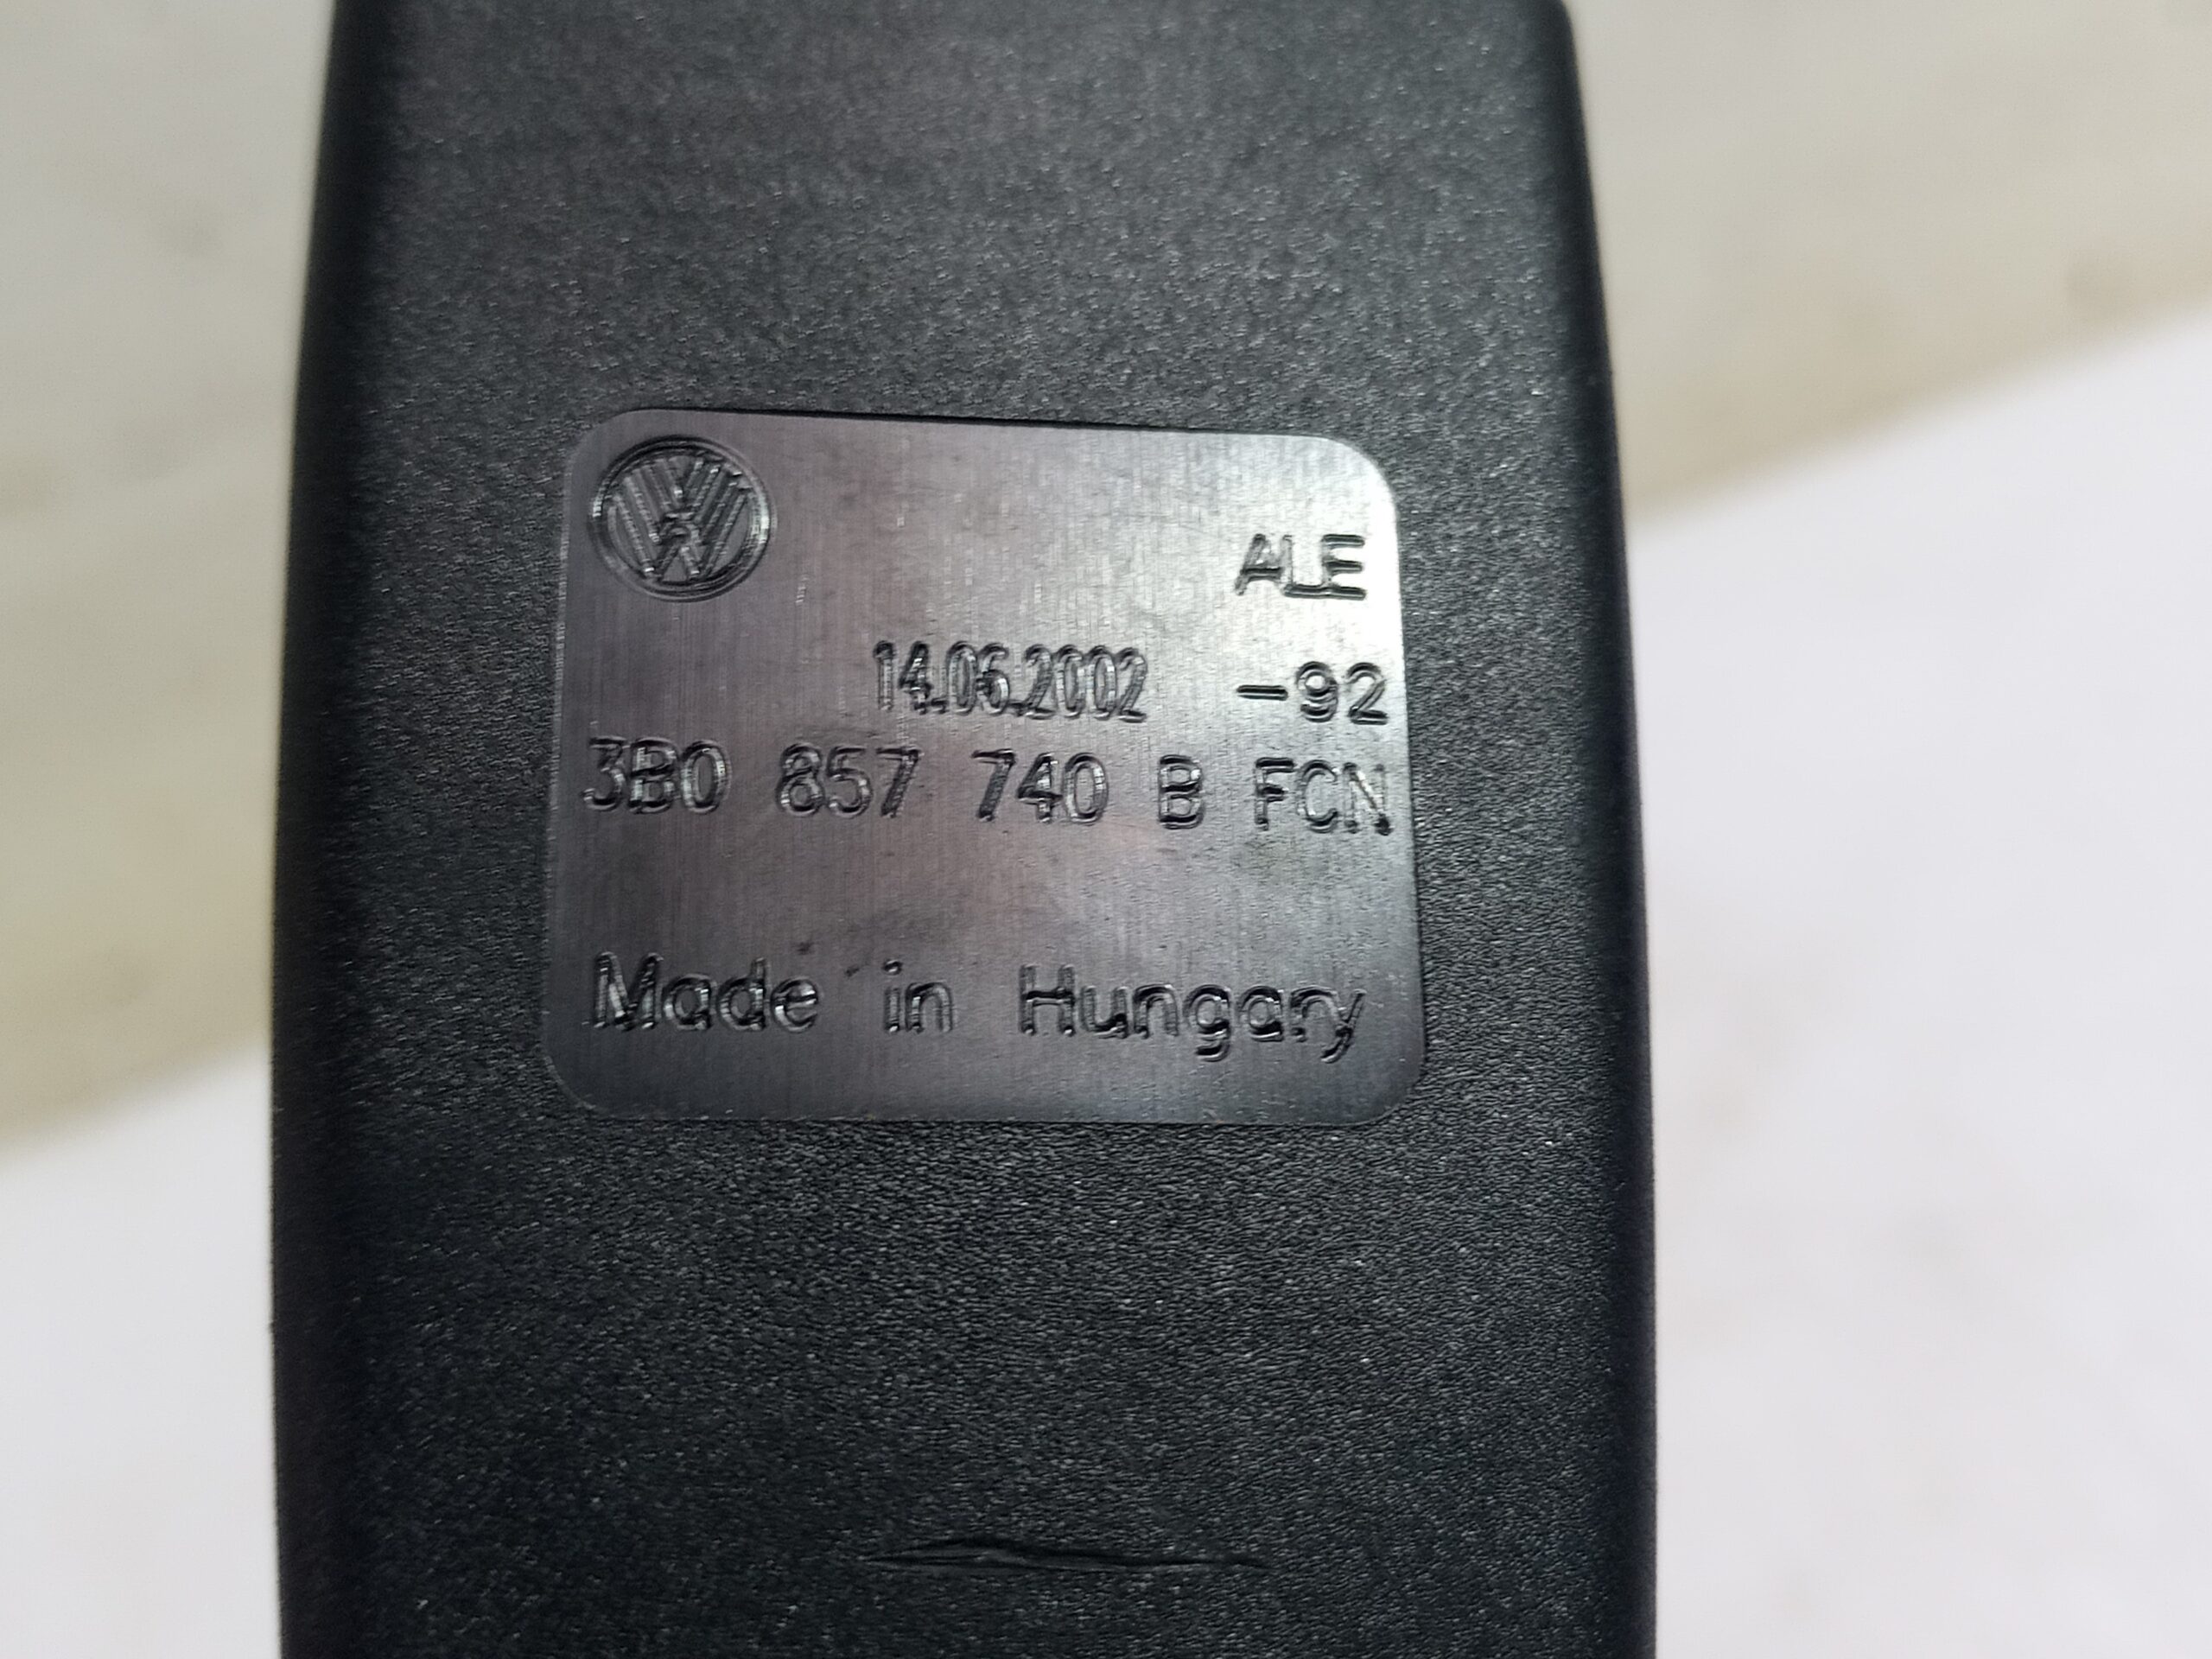 ALE
14.06.2002 -92
3B0 857 740 B FCN
Made in Hungary